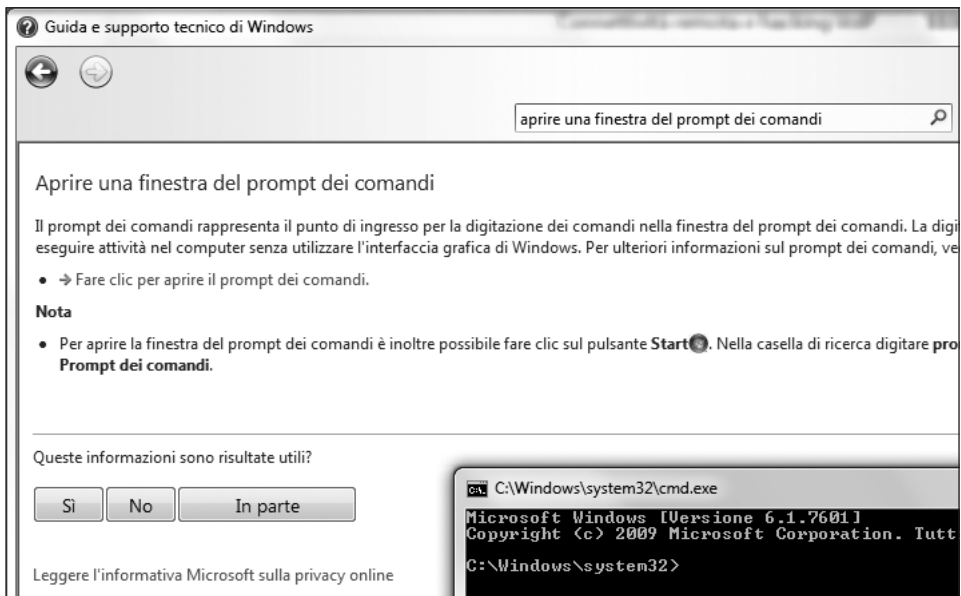 Guida e supporto tecnico di Windows
aprire una finestra del prompt dei comandi
Aprire una finestra del prompt dei comandi
Il prompt dei comandi rappresenta il punto di ingresso per la digitazione dei comandi nella finestra del prompt dei comandi. La digi
eseguire attività nel computer senza utilizzare l'interfaccia grafica di Windows. Per ulteriori informazioni sul prompt dei comandi, ve
• → Fare clic per aprire il prompt dei comandi.
Nota
• Per aprire la finestra del prompt dei comandi è inoltre possibile fare clic sul pulsante Start. Nella casella di ricerca digitare pro
Prompt dei comandi.
Queste informazioni sono risultate utili?
Sì No In parte
Leggere l'informativa Microsoft sulla privacy online
C:\Windows\system32\cmd.exe
Microsoft Windows [Versione 6.1.7601]
Copyright (c) 2009 Microsoft Corporation. Tutt
C:\Windows\system32>